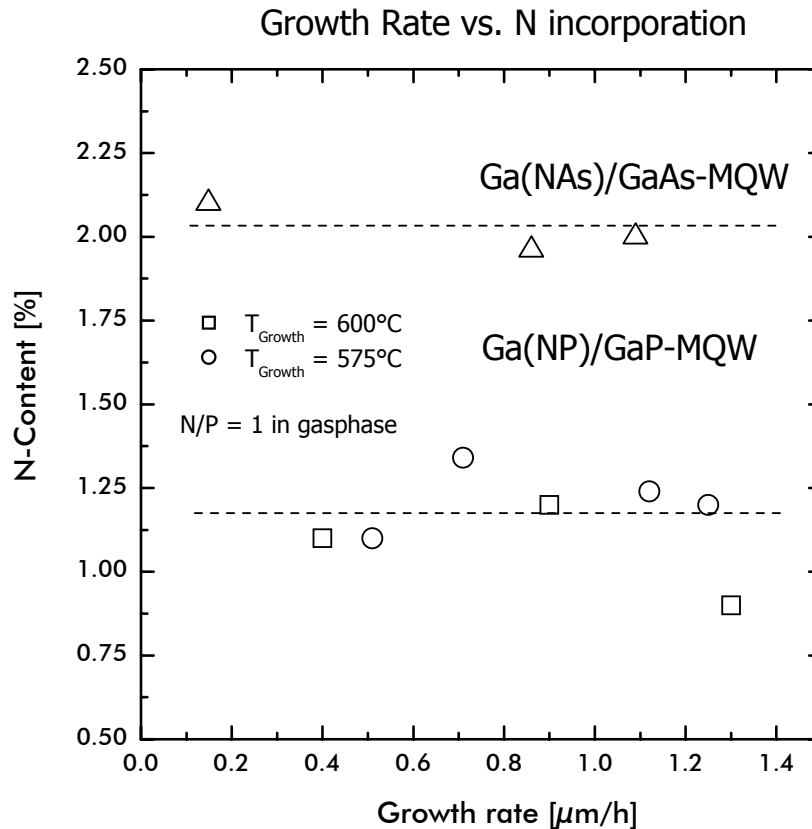 Growth Rate vs. N incorporation
2.50
2.25
2.00
1.75
1.50
1.25
1.00
0.75
0.50
N-Content [%]
Ga(NAs)/GaAs-MQW
T_Growth = 600°C
T_Growth = 575°C
Ga(NP)/GaP-MQW
N/P = 1 in gasphase
0.0 0.2 0.4 0.6 0.8 1.0 1.2 1.4
Growth rate [μm/h]